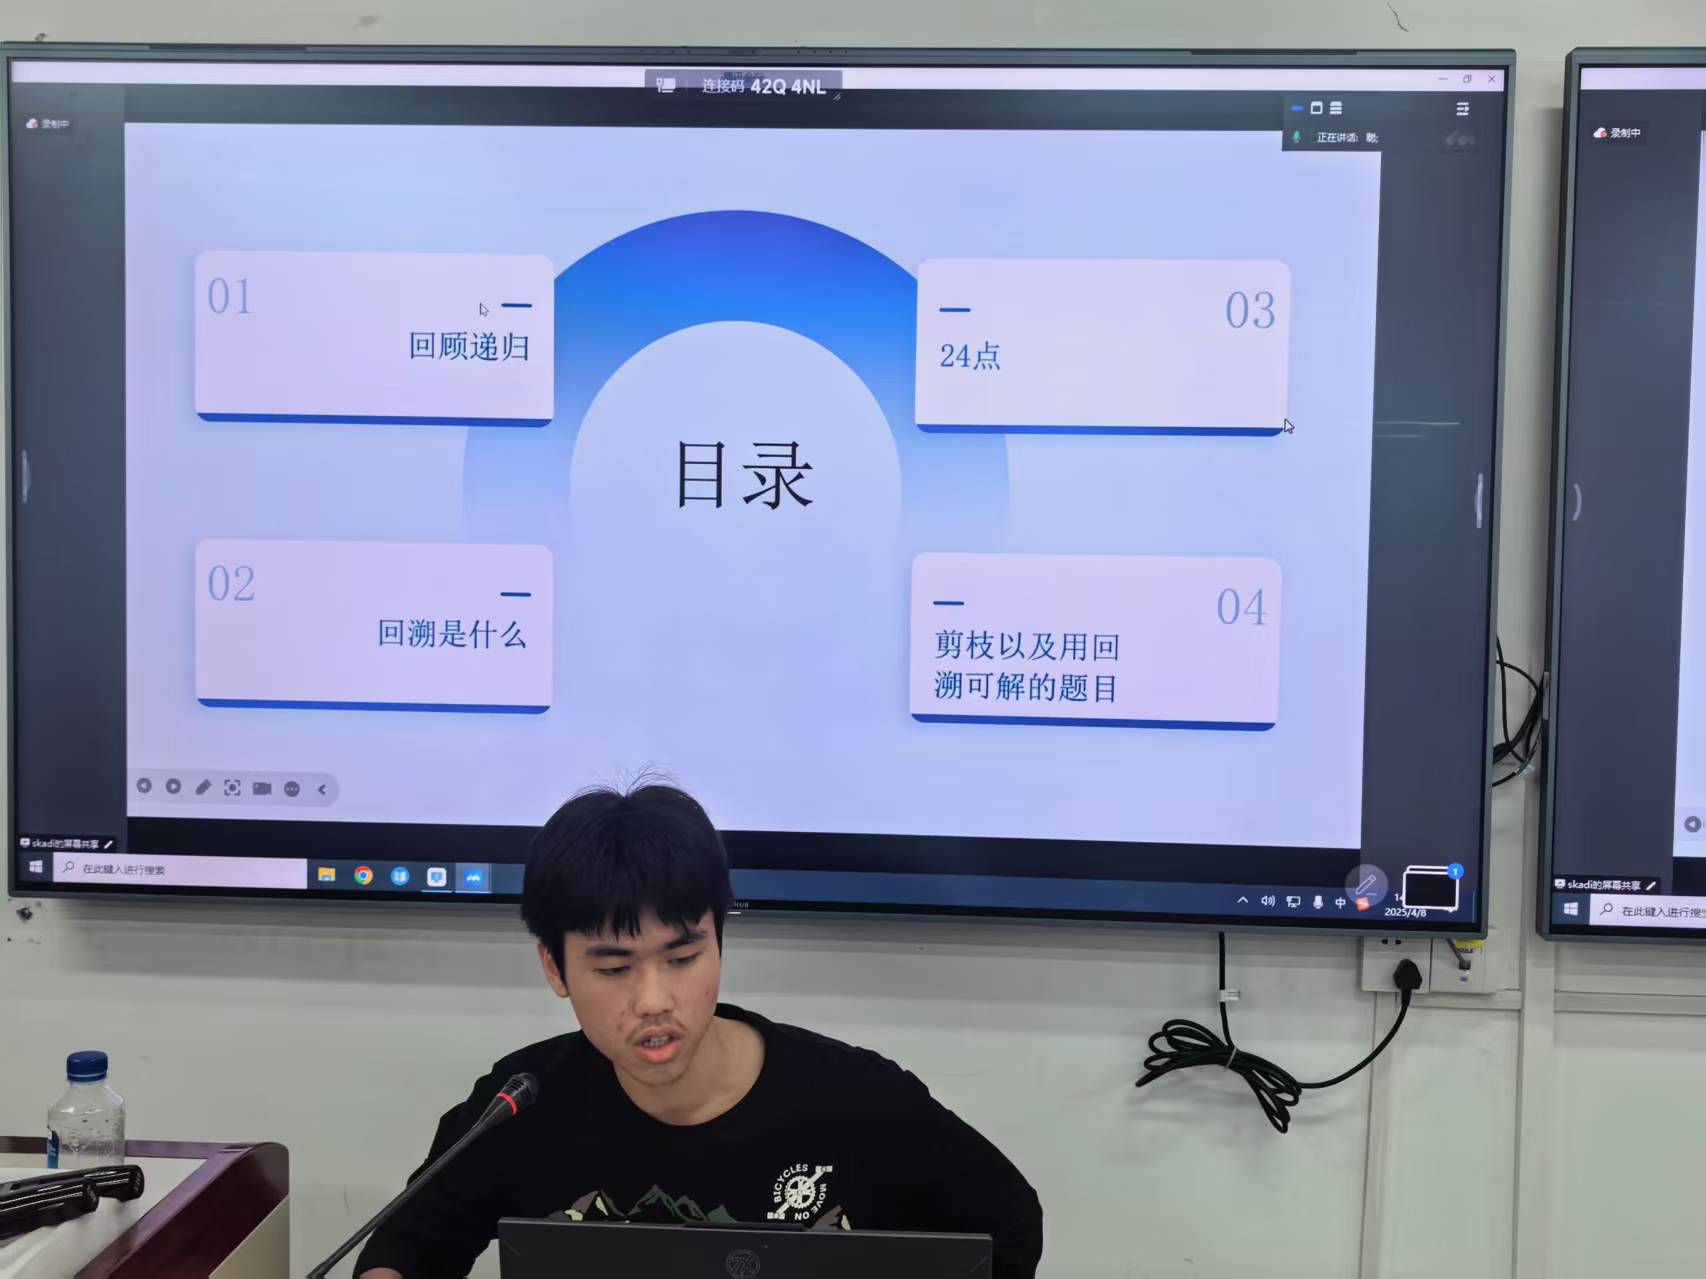 连接码 42Q 4NL
录制中
正在讲话:
01
回顾递归
03
24点
目录
02
回溯是什么
04
剪枝以及用回
溯可解的题目
skadi的屏幕共享
在此键入进行搜索
中
1
2025/4/8
录制中
skadi的屏幕共享
在此键入进行搜
BICYCLES
MOVE ON